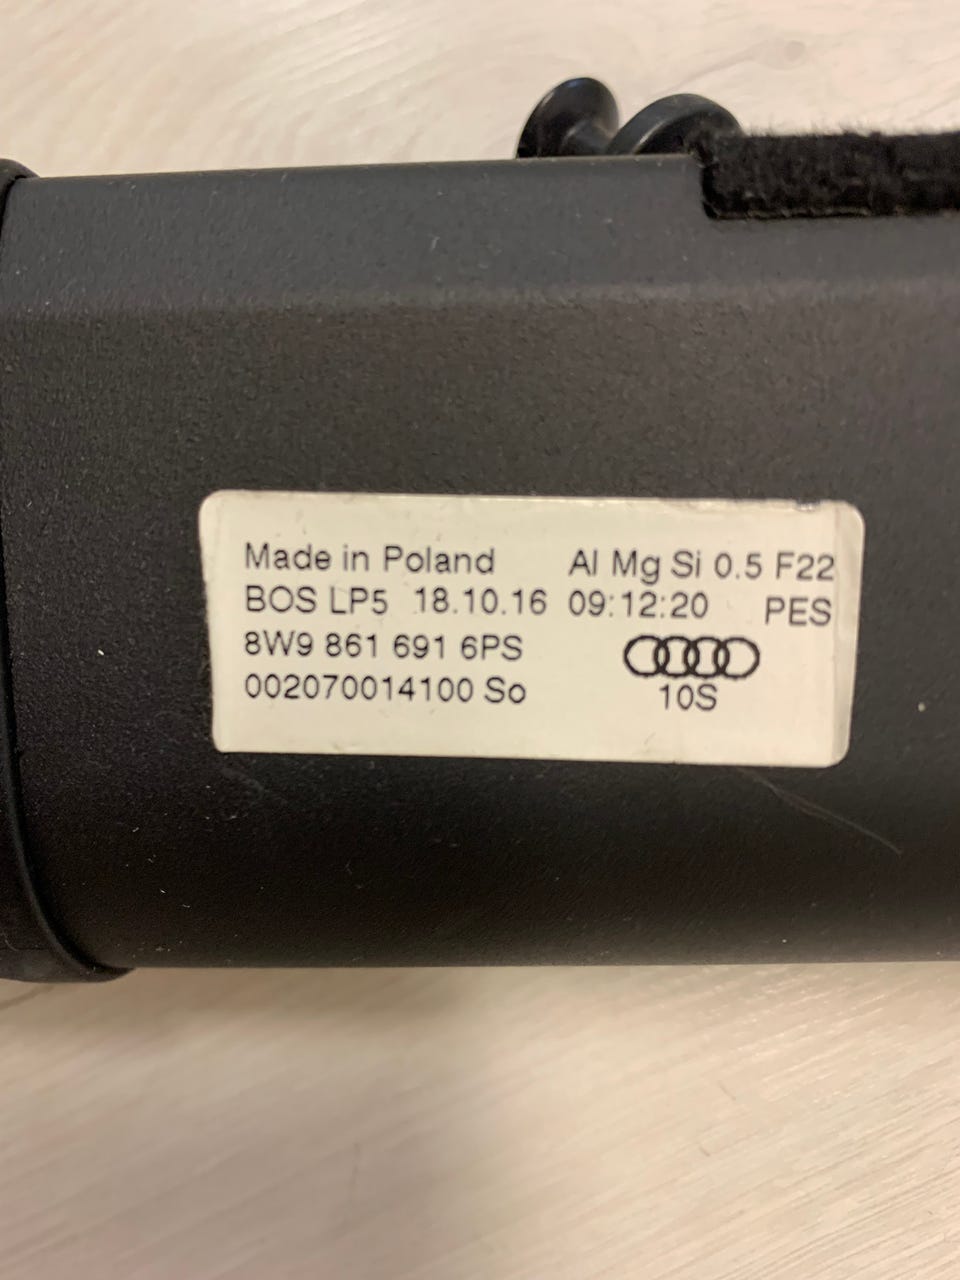 Made in Poland Al Mg Si 0.5 F22
BOS LP5 18.10.16 09:12:20 PES
8W9 861 691 6PS
002070014100 So 10S